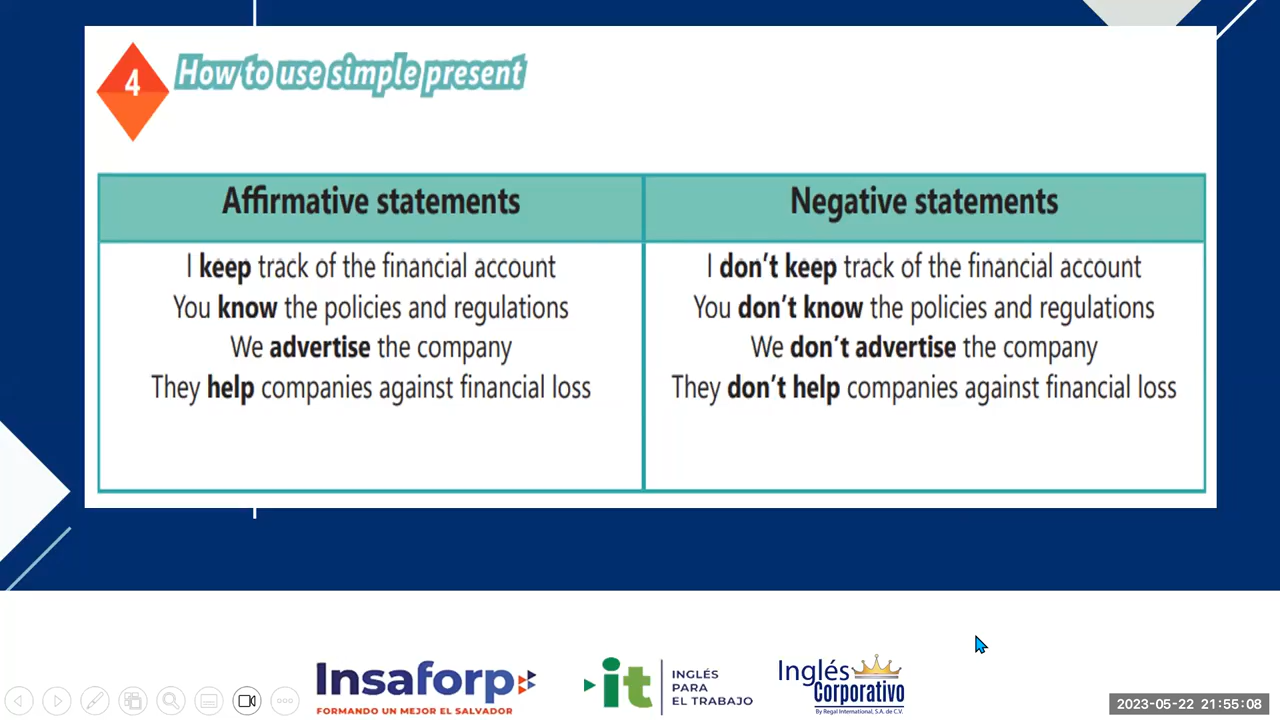 4
How to use simple present
Affirmative statements
Negative statements
I keep track of the financial account
I don't keep track of the financial account
You know the policies and regulations
You don't know the policies and regulations
We advertise the company
We don't advertise the company
They help companies against financial loss
They don't help companies against financial loss
Insaforp
FORMANDO UN MEJOR EL SALVADOR
it
INGLÉS
PARA
EL TRABAJO
Inglés
Corporativo
By Regal International, S.A. de C.V.
2023-05-22 21:55:08